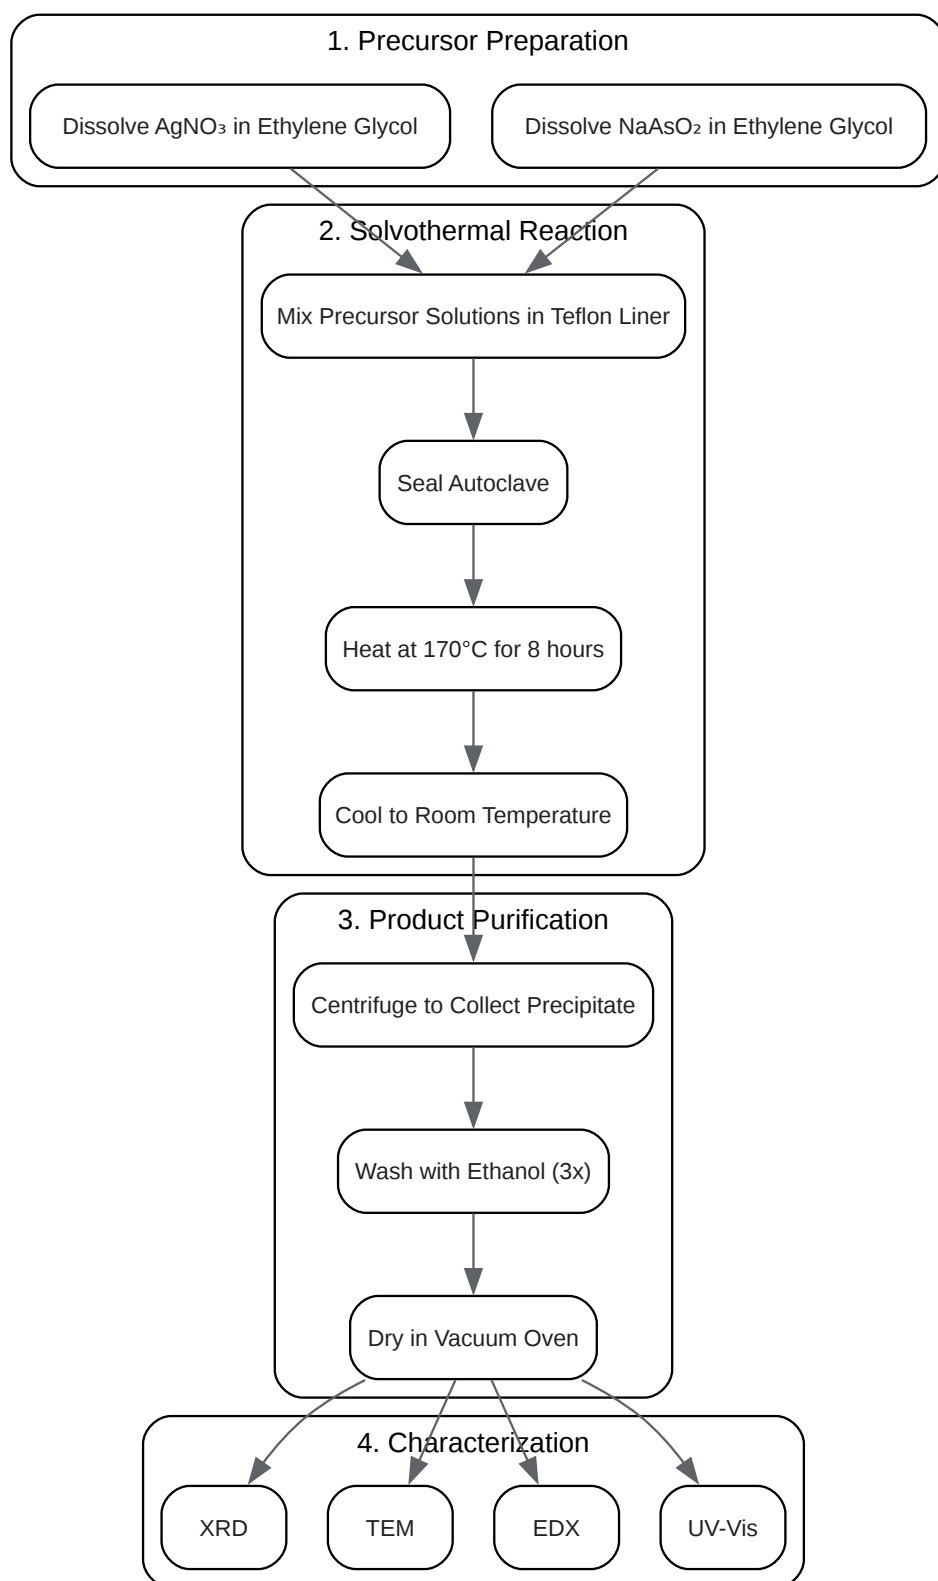 1. Precursor Preparation
Dissolve AgNO₃ in Ethylene Glycol
Dissolve NaAsO₂ in Ethylene Glycol
2. Solvothermal Reaction
Mix Precursor Solutions in Teflon Liner
Seal Autoclave
Heat at 170°C for 8 hours
Cool to Room Temperature
3. Product Purification
Centrifuge to Collect Precipitate
Wash with Ethanol (3x)
Dry in Vacuum Oven
4. Characterization
XRD
TEM
EDX
UV-Vis